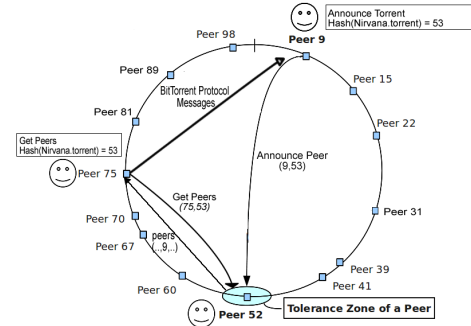 Announce Torrent
Hash(Nirvana.torrent) = 53
Peer 98
Peer 9
Peer 89
BitTorrent Protocol
Messages
Peer 15
Peer 81
Peer 22
Get Peers
Hash(Nirvana.torrent) = 53
Announce Peer
(9,53)
Peer 75
Get Peers
(75,53)
Peer 70
Peer 31
peers
(..,9,..)
Peer 67
Peer 39
Peer 60
Peer 41
Peer 52
Tolerance Zone of a Peer